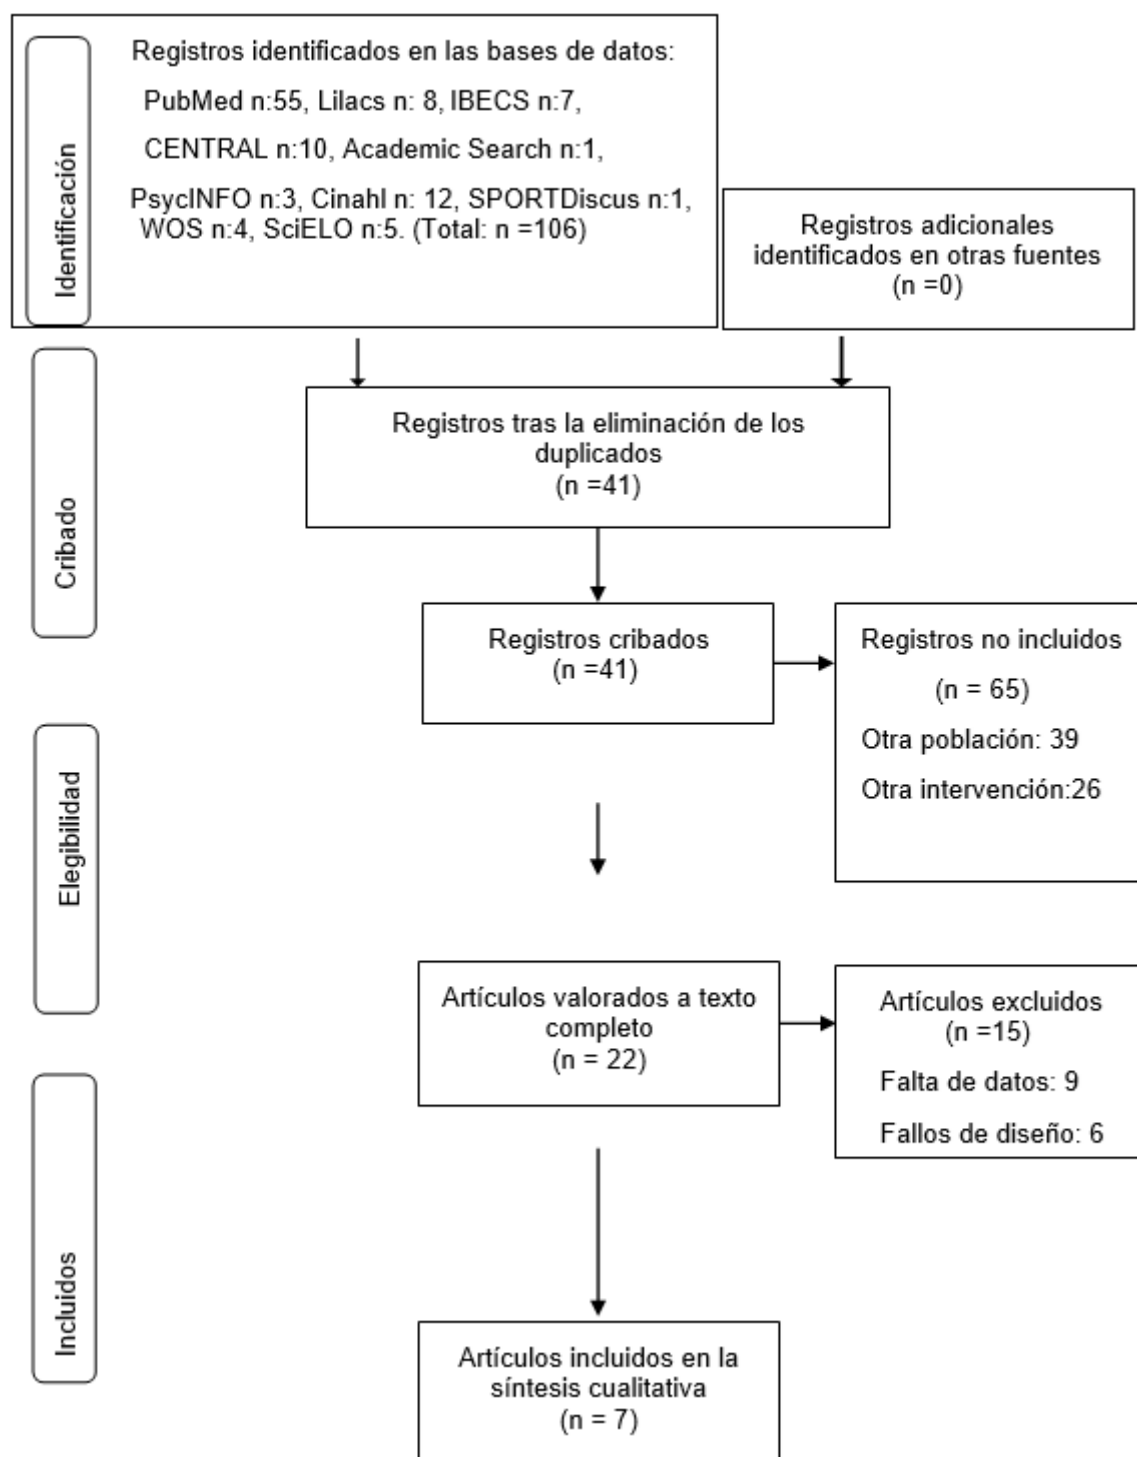 Identificación
Registros identificados en las bases de datos:
PubMed n:55, Lilacs n: 8, IBECS n:7,
CENTRAL n:10, Academic Search n:1,
PsycINFO n:3, Cinahl n: 12, SPORTDiscus n:1,
WOS n:4, SciELO n:5. (Total: n =106)
Registros adicionales
identificados en otras fuentes
(n =0)
Cribado
Registros tras la eliminación de los
duplicados
(n =41)
Registros cribados
(n =41)
Registros no incluidos
(n = 65)
Otra población: 39
Otra intervención:26
Elegibilidad
Artículos valorados a texto
completo
(n = 22)
Artículos excluidos
(n =15)
Falta de datos: 9
Fallos de diseño: 6
Incluidos
Artículos incluidos en la
síntesis cualitativa
(n = 7)